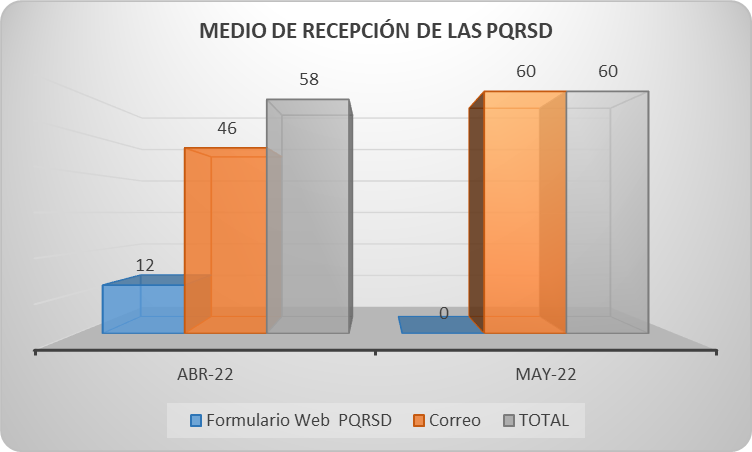 MEDIO DE RECEPCIÓN DE LAS PQRSD
12
46
58
0
60
60
ABR-22
MAY-22
Formulario Web  PQRSD
Correo
TOTAL